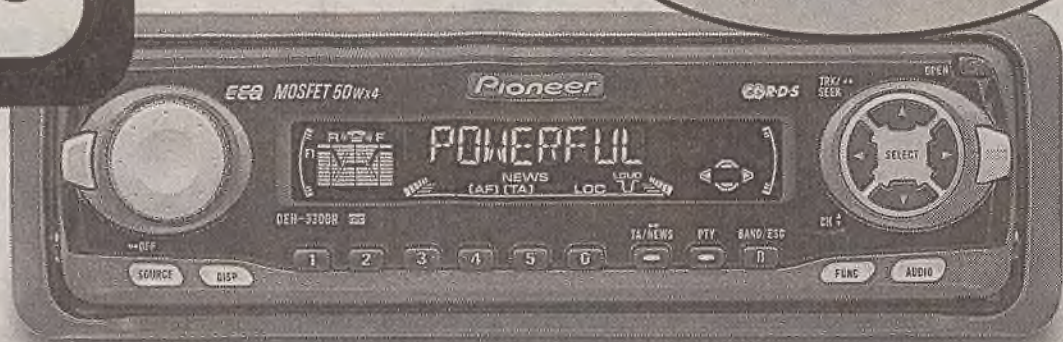 EEQ MOSFET 50Wx4 Pioneer R·D·S TRK/ SEEK OPEN
R F
F1
POWERFUL
SELECT
NEWS
[AF] [TA] LOC LOUD
DEH-3300R
CH
OFF
TA/NEWS PTY BAND/ESC
1 2 3 4 5 6
SOURCE DISP
FUNC AUDIO